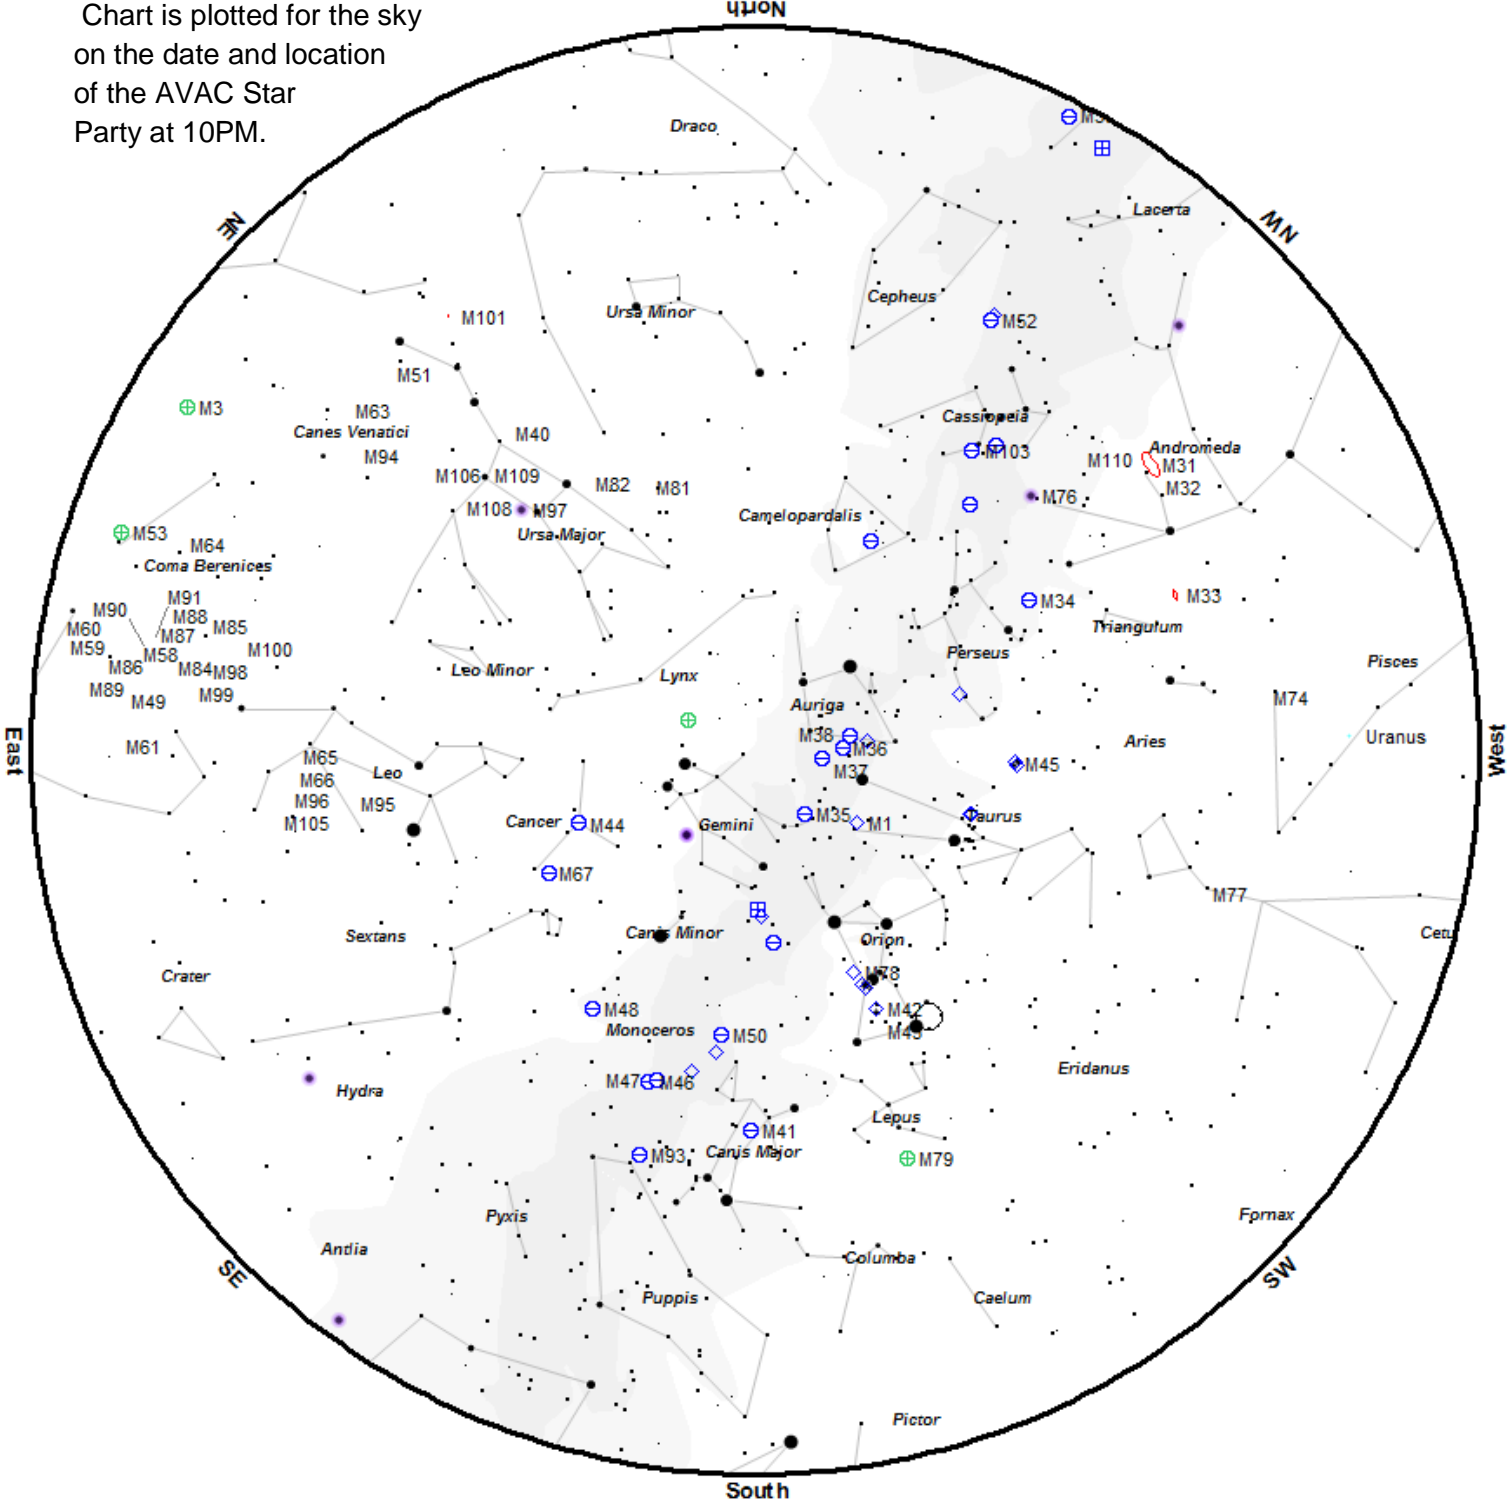 Chart is plotted for the sky
on the date and location
of the AVAC Star
Party at 10PM.
North
Draco
Lacerta
NE
NW
Cepheus
Ursa Minor
M101
M52
M51
M3
M63
Canes Venatici
M40
M94
Cassiopeia
M103
Andromeda
M110
M31
M32
M106
M109
M82
M81
M76
M108
M97
Ursa Major
Camelopardalis
M53
M64
Coma Berenices
M91
M90
M88
M60
M87
M85
M59
M58
M100
M86
M84
M98
M89
M49
M99
M34
M33
Triangulum
Leo Minor
Lynx
Perseus
Pisces
M74
Auriga
M38
M36
M37
M61
East
West
Uranus
Aries
M45
M65
M66
Leo
M96
M95
M105
Cancer
M44
Gemini
M35
M1
Taurus
M67
M77
Sextans
Canis Minor
Orion
Cetu
Crater
M78
M48
M42
M43
Monoceros
M50
M47
M46
Hydra
Eridanus
Lepus
M41
Canis Major
M93
M79
Pyxis
Fornax
Antlia
Columba
SE
SW
Puppis
Caelum
Pictor
South